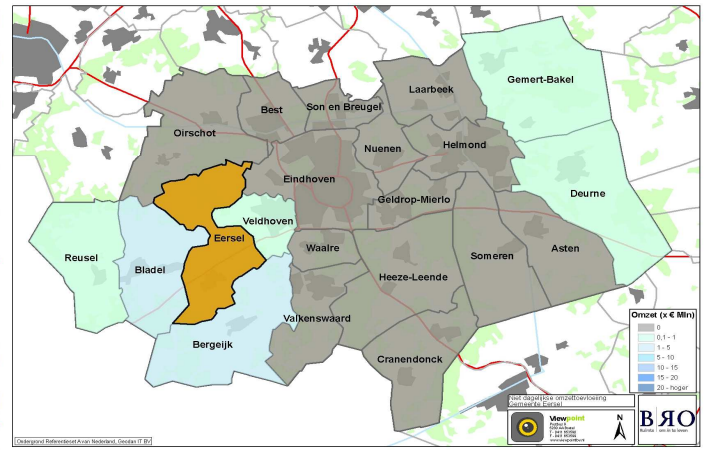 Gemert-Bakel
Laarbeek
Best
Son en Breugel
Oirschot
Nuenen
Helmond
Eindhoven
Deurne
Geldrop-Mierlo
Veldhoven
Eersel
Waalre
Asten
Reusel
Bladel
Someren
Heeze-Leende
Valkenswaard
Bergeijk
Cranendonck
Omzet (x € Mln)
0
0,1 - 1
1 - 5
5 - 10
10 - 15
15 - 20
20 - hoger
Niet dagelijkse omzettoevloeiing
Gemeente Eersel
Viewpoint
N
BRO
Ondergrond Referentieset A van Nederland, Geodan IT BV